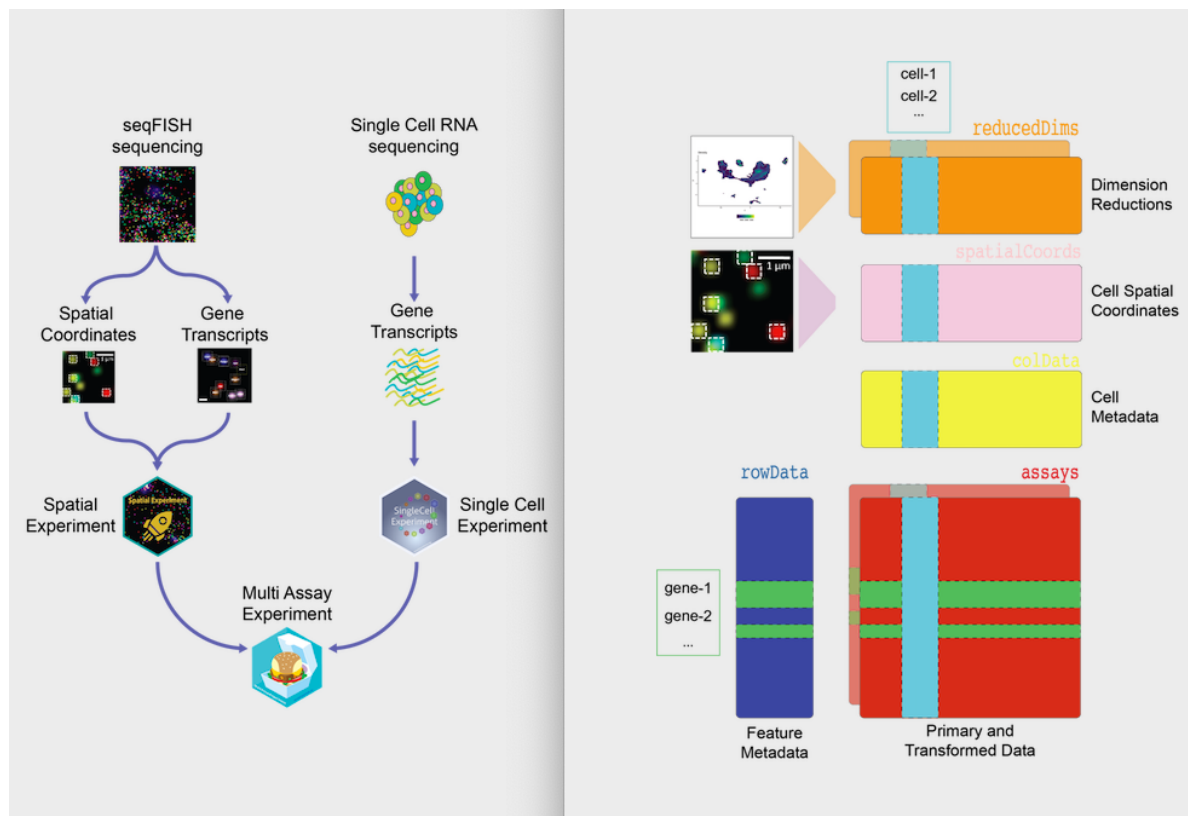 seqFISH
sequencing
Single Cell RNA
sequencing
Spatial
Coordinates
Gene
Transcripts
Gene
Transcripts
1 μm
Spatial
Experiment
Spatial Experiment
SingleCell
Experiment
Single Cell
Experiment
Multi Assay
Experiment
cell-1
cell-2
...
reducedDims
Dimension
Reductions
spatialCoords
1 μm
Cell Spatial
Coordinates
colData
Cell
Metadata
rowData
assays
gene-1
gene-2
...
Feature
Metadata
Primary and
Transformed Data